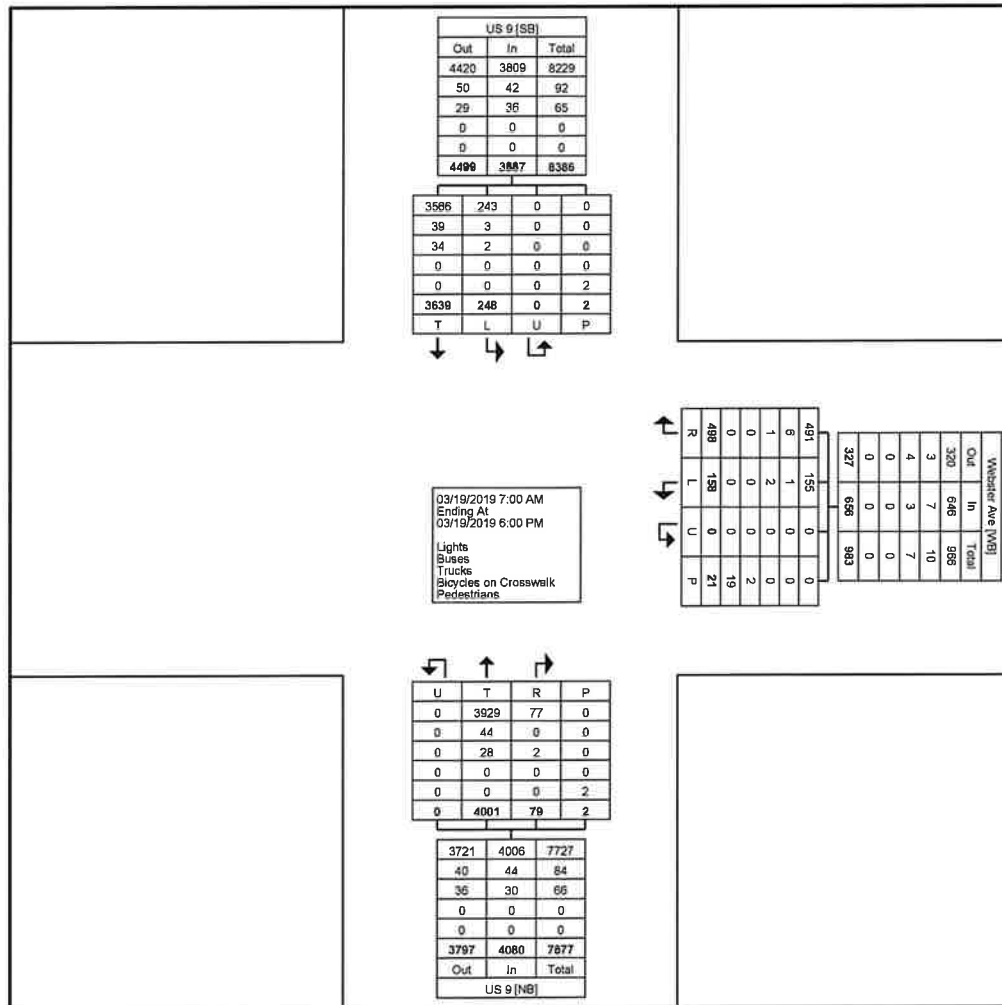 US 9 [SB]
Out In Total
4420 3809 8229
50 42 92
29 36 65
0 0 0
0 0 0
4499 3887 8386
3566 243 0 0
39 3 0 0
34 2 0 0
0 0 0 0
0 0 0 2
3639 248 0 2
T L U P
Webster Ave [WB]
Out In Total
320 646 966
3 7 10
4 3 7
0 0 0
0 0 0
327 656 983
491 155 0 0
6 1 0 0
1 2 0 0
0 0 0 2
0 0 0 19
498 158 0 21
R L U P
03/19/2019 7:00 AM
Ending At
03/19/2019 6:00 PM
Lights
Buses
Trucks
Bicycles on Crosswalk
Pedestrians
U T R P
0 3929 77 0
0 44 0 0
0 28 2 0
0 0 0 0
0 0 0 2
0 4001 79 2
3721 4006 7727
40 44 84
36 30 66
0 0 0
0 0 0
3797 4080 7877
Out In Total
US 9 [NB]